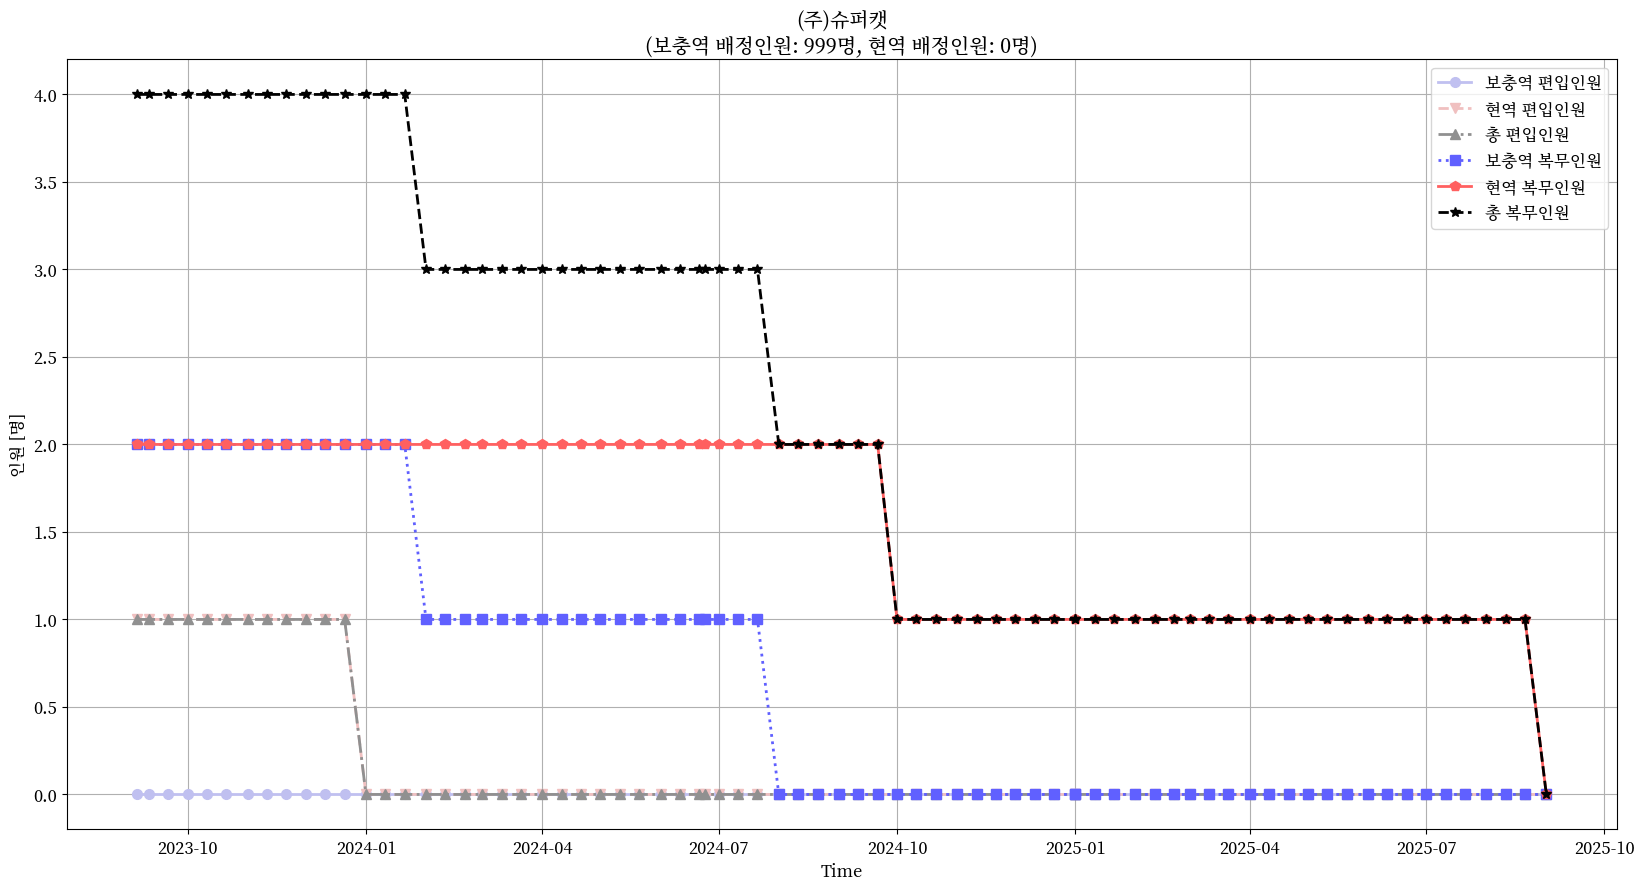 (주)슈퍼캣
(보충역 배정인원: 999명, 현역 배정인원: 0명)
보충역 편입인원
현역 편입인원
총 편입인원
보충역 복무인원
현역 복무인원
총 복무인원
인원 [명]
4.0
3.5
3.0
2.5
2.0
1.5
1.0
0.5
0.0
2023-10
2024-01
2024-04
2024-07
2024-10
2025-01
2025-04
2025-07
2025-10
Time